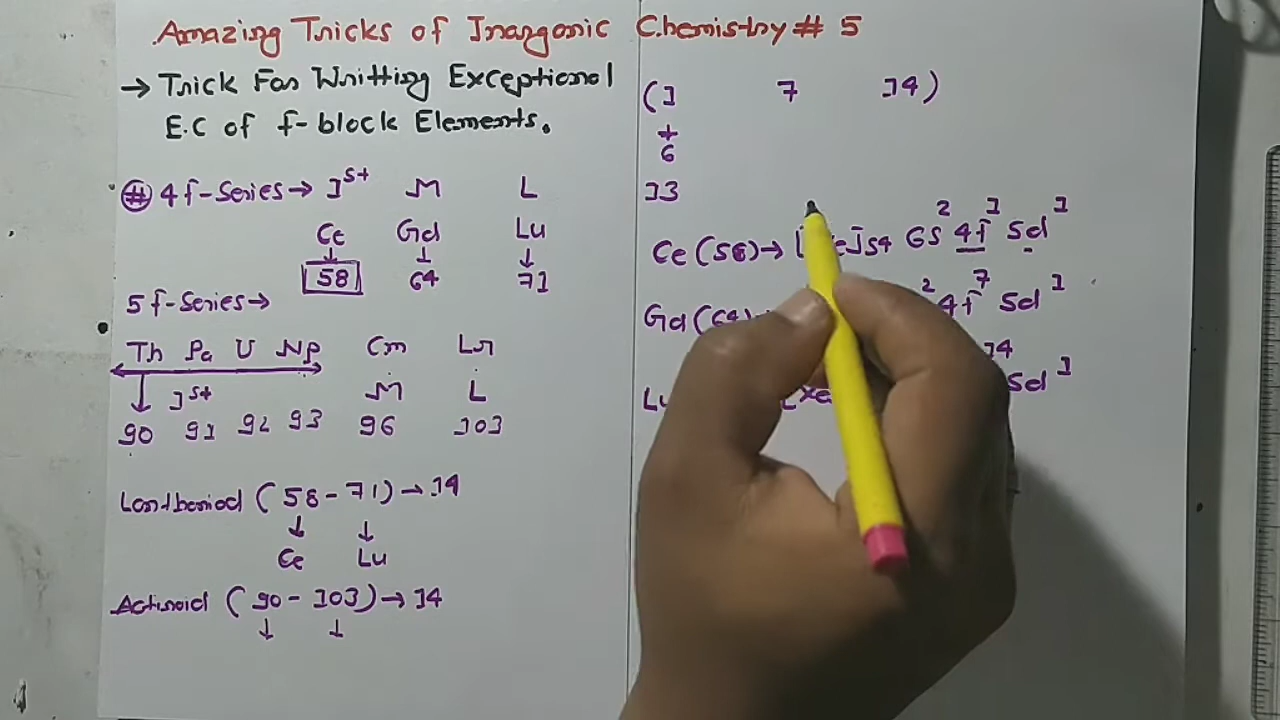 Amazing Tricks of Inorganic Chemistry # 5
→ Trick For Writting Exceptional
E.C of f-block Elements.
# 4f-Series → 1st M L
Ce Gd Lu
↓ ↓ ↓
58 64 71
5f-Series →
Th Pa U Np Cm Lr
1st M L
90 91 92 93 96 103
Lanthenied (58 - 71) → 14
↓ ↓
Ce Lu
Actinoid (90 - 103) → 14
↓ ↓
(1 7 14)
+
6
13
Ce (58) → 54 6s² 4f¹ 5d¹
Gd (64) 4f⁷ 5d¹
14 5d¹